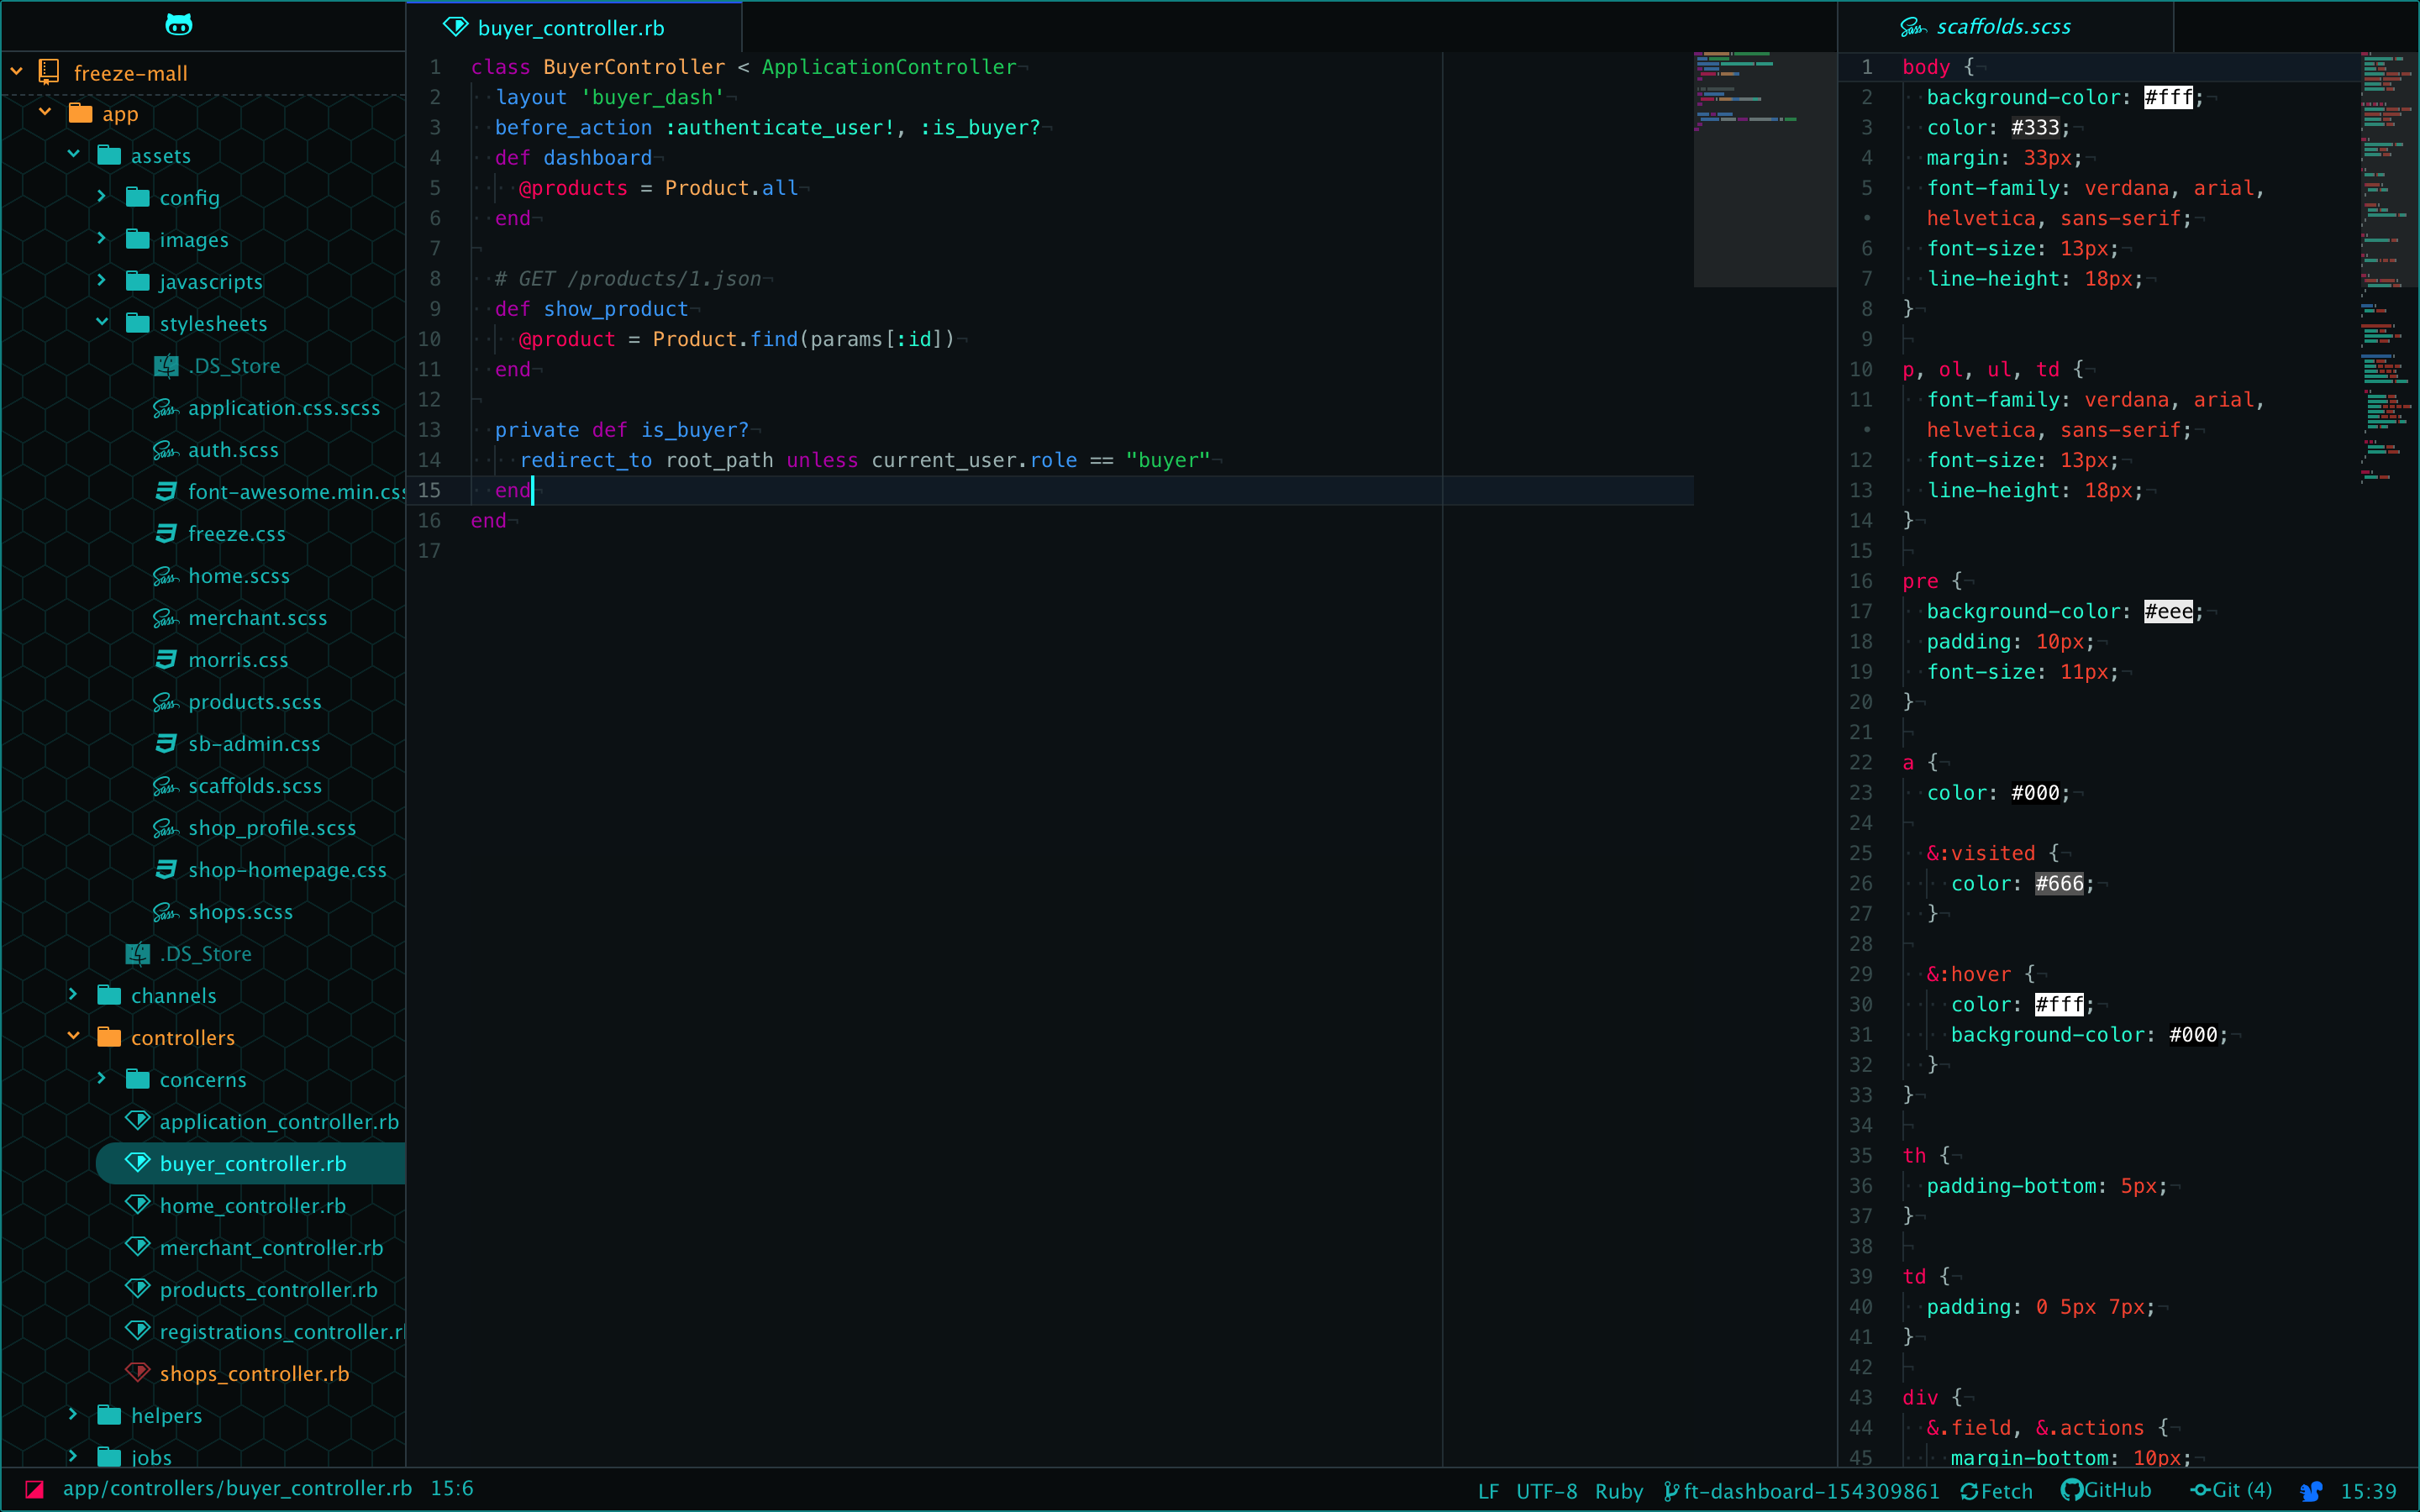 freeze-mall
app
assets
config
images
javascripts
stylesheets
.DS_Store
application.css.scss
auth.scss
font-awesome.min.css
freeze.css
home.scss
merchant.scss
morris.css
products.scss
sb-admin.css
scaffolds.scss
shop_profile.scss
shop-homepage.css
shops.scss
.DS_Store
channels
controllers
concerns
application_controller.rb
buyer_controller.rb
home_controller.rb
merchant_controller.rb
products_controller.rb
registrations_controller.r
shops_controller.rb
helpers
jobs
buyer_controller.rb
1 class BuyerController < ApplicationController¬
2 ··layout 'buyer_dash'¬
3 ··before_action :authenticate_user!, :is_buyer?¬
4 ··def dashboard¬
5 ····@products = Product.all¬
6 ··end¬
7 ¬
8 ··# GET /products/1.json¬
9 ··def show_product¬
10 ····@product = Product.find(params[:id])¬
11 ··end¬
12 ¬
13 ··private def is_buyer?¬
14 ····redirect_to root_path unless current_user.role == "buyer"¬
15 ··end¬
16 end¬
17
Sass scaffolds.scss
1 body {¬
2 ··background-color: #fff;¬
3 ··color: #333;¬
4 ··margin: 33px;¬
5 ··font-family: verdana, arial,
• helvetica, sans-serif;¬
6 ··font-size: 13px;¬
7 ··line-height: 18px;¬
8 }¬
9 ¬
10 p, ol, ul, td {¬
11 ··font-family: verdana, arial,
• helvetica, sans-serif;¬
12 ··font-size: 13px;¬
13 ··line-height: 18px;¬
14 }¬
15 ¬
16 pre {¬
17 ··background-color: #eee;¬
18 ··padding: 10px;¬
19 ··font-size: 11px;¬
20 }¬
21 ¬
22 a {¬
23 ··color: #000;¬
24 ¬
25 ··&:visited {¬
26 ····color: #666;¬
27 ··}¬
28 ¬
29 ··&:hover {¬
30 ····color: #fff;¬
31 ····background-color: #000;¬
32 ··}¬
33 }¬
34 ¬
35 th {¬
36 ··padding-bottom: 5px;¬
37 }¬
38 ¬
39 td {¬
40 ··padding: 0 5px 7px;¬
41 }¬
42 ¬
43 div {¬
44 ··&.field, &.actions {¬
45 ····margin-bottom: 10px;¬
app/controllers/buyer_controller.rb 15:6 LF UTF-8 Ruby ft-dashboard-154309861 Fetch GitHub Git (4) 15:39